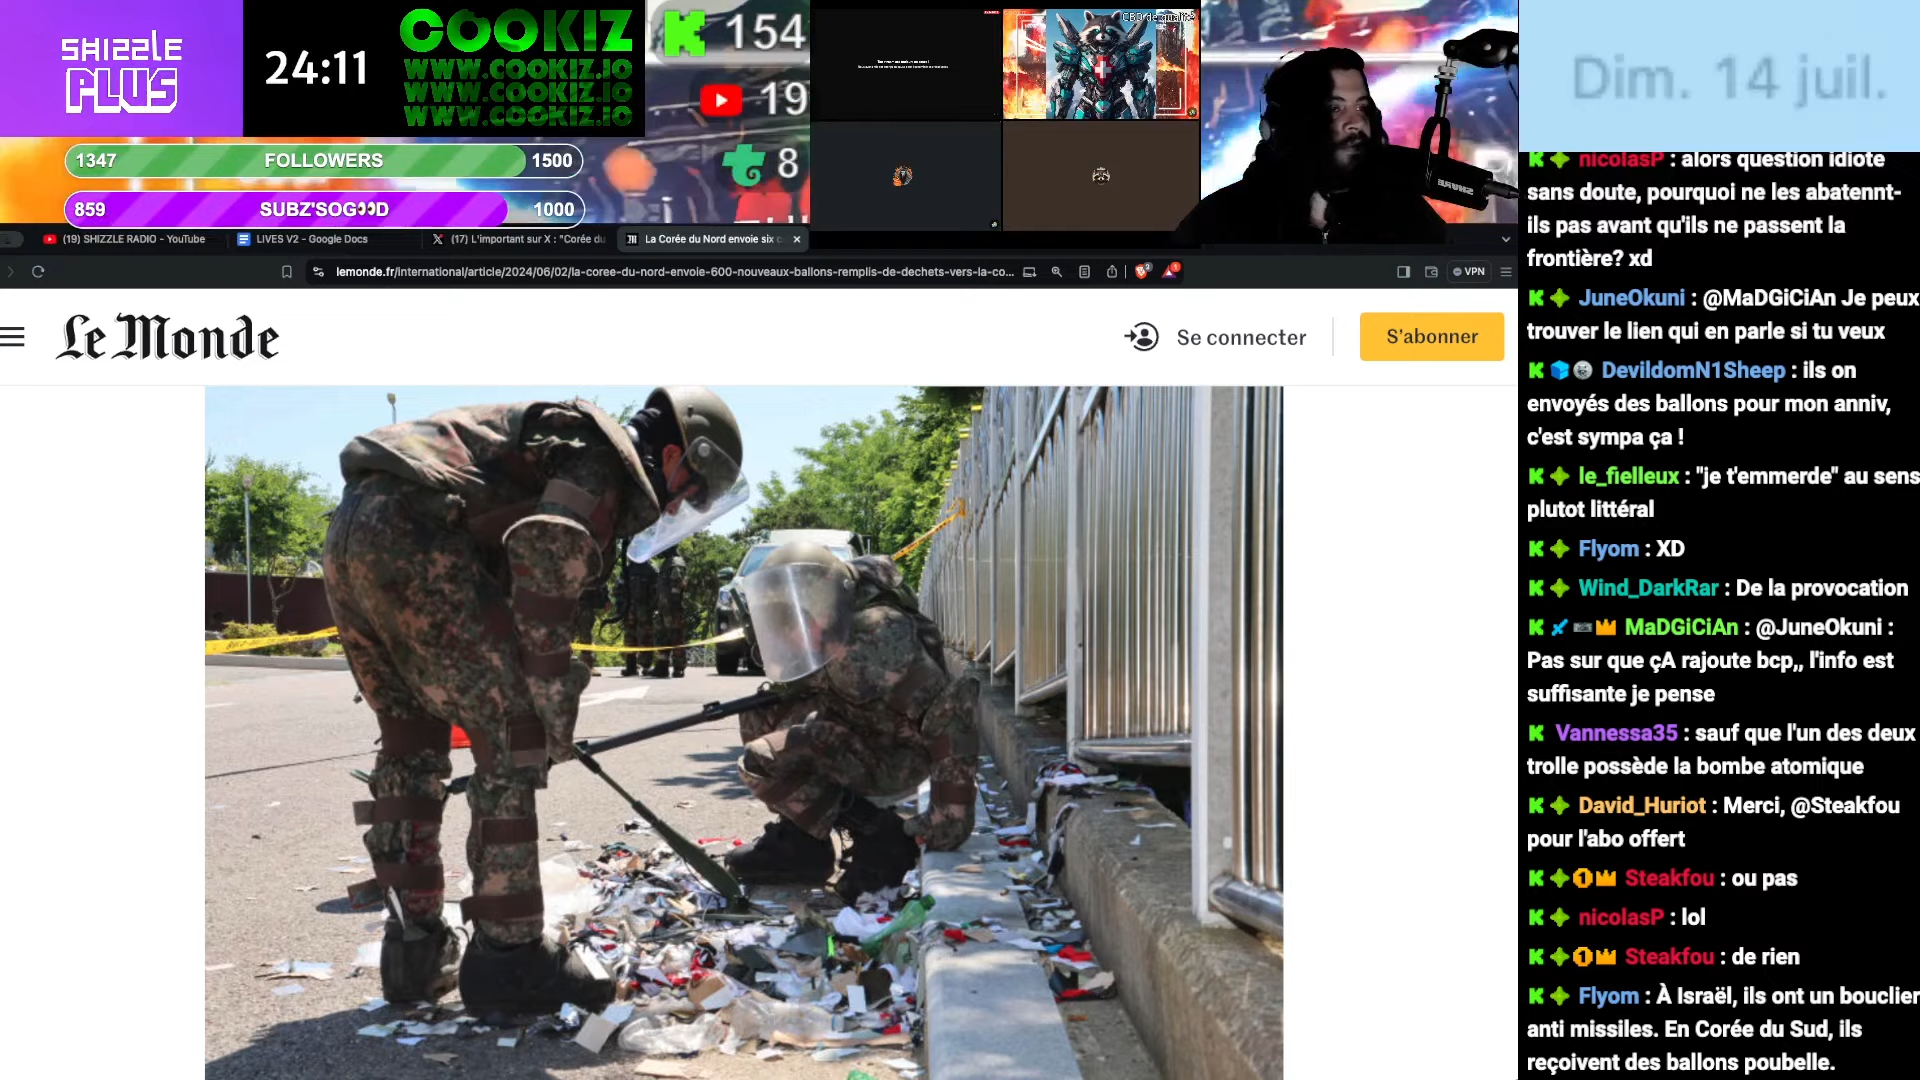 SHIZZLE
PLUS
24:11
COOKIZ
WWW.COOKIZ.IO
WWW.COOKIZ.IO
WWW.COOKIZ.IO
154
19
8
1347 FOLLOWERS 1500
859 SUBZ'SOG👀D 1000
CBD de qualité
Dim. 14 juil.
(19) SHIZZLE RADIO - YouTube
LIVES V2 - Google Docs
(17) L'important sur X : "Corée du
La Corée du Nord envoie six c
lemonde.fr/international/article/2024/06/02/la-coree-du-nord-envoie-600-nouveaux-ballons-remplis-de-dechets-vers-la-co...
VPN
Le Monde
Se connecter
S'abonner
nicolasP : alors question idiote
sans doute, pourquoi ne les abatennt-
ils pas avant qu'ils ne passent la
frontière? xd
JuneOkuni : @MaDGiCiAn Je peux
trouver le lien qui en parle si tu veux
DevildomN1Sheep : ils on
envoyés des ballons pour mon anniv,
c'est sympa ça !
le_fielleux : "je t'emmerde" au sens
plutot littéral
Flyom : XD
Wind_DarkRar : De la provocation
MaDGiCiAn : @JuneOkuni :
Pas sur que çA rajoute bcp,, l'info est
suffisante je pense
Vannessa35 : sauf que l'un des deux
trolle possède la bombe atomique
David_Huriot : Merci, @Steakfou
pour l'abo offert
Steakfou : ou pas
nicolasP : lol
Steakfou : de rien
Flyom : À Israël, ils ont un bouclier
anti missiles. En Corée du Sud, ils
reçoivent des ballons poubelle.